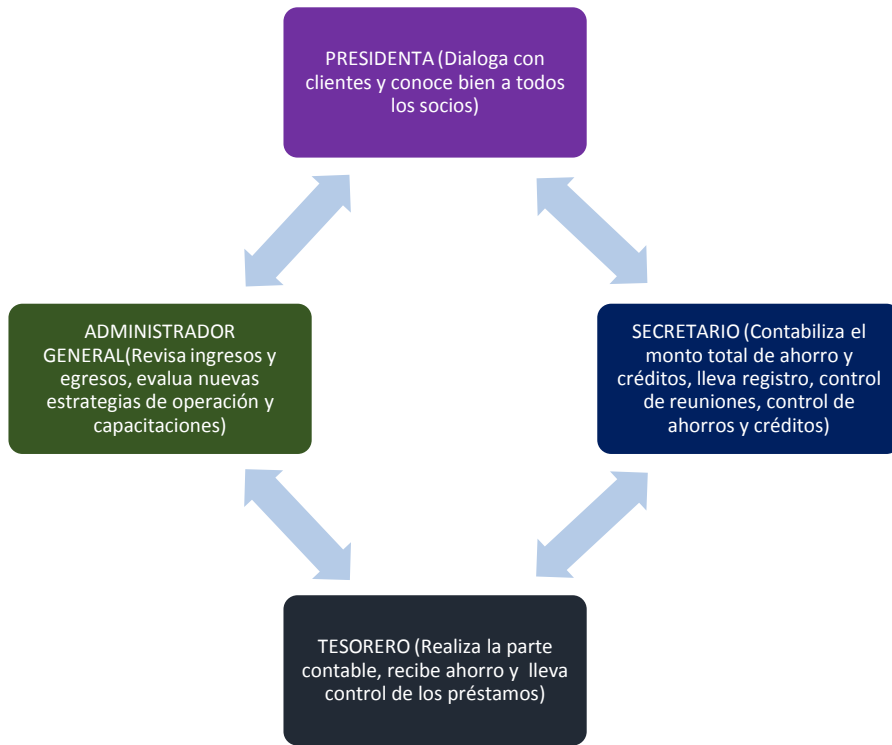 PRESIDENTA (Dialoga con
clientes y conoce bien a todos
los socios)
ADMINISTRADOR
GENERAL(Revisa ingresos y
egresos, evalua nuevas
estrategias de operación y
capacitaciones)
SECRETARIO (Contabiliza el
monto total de ahorro y
créditos, lleva registro, control
de reuniones, control de
ahorros y créditos)
TESORERO (Realiza la parte
contable, recibe ahorro y lleva
control de los préstamos)